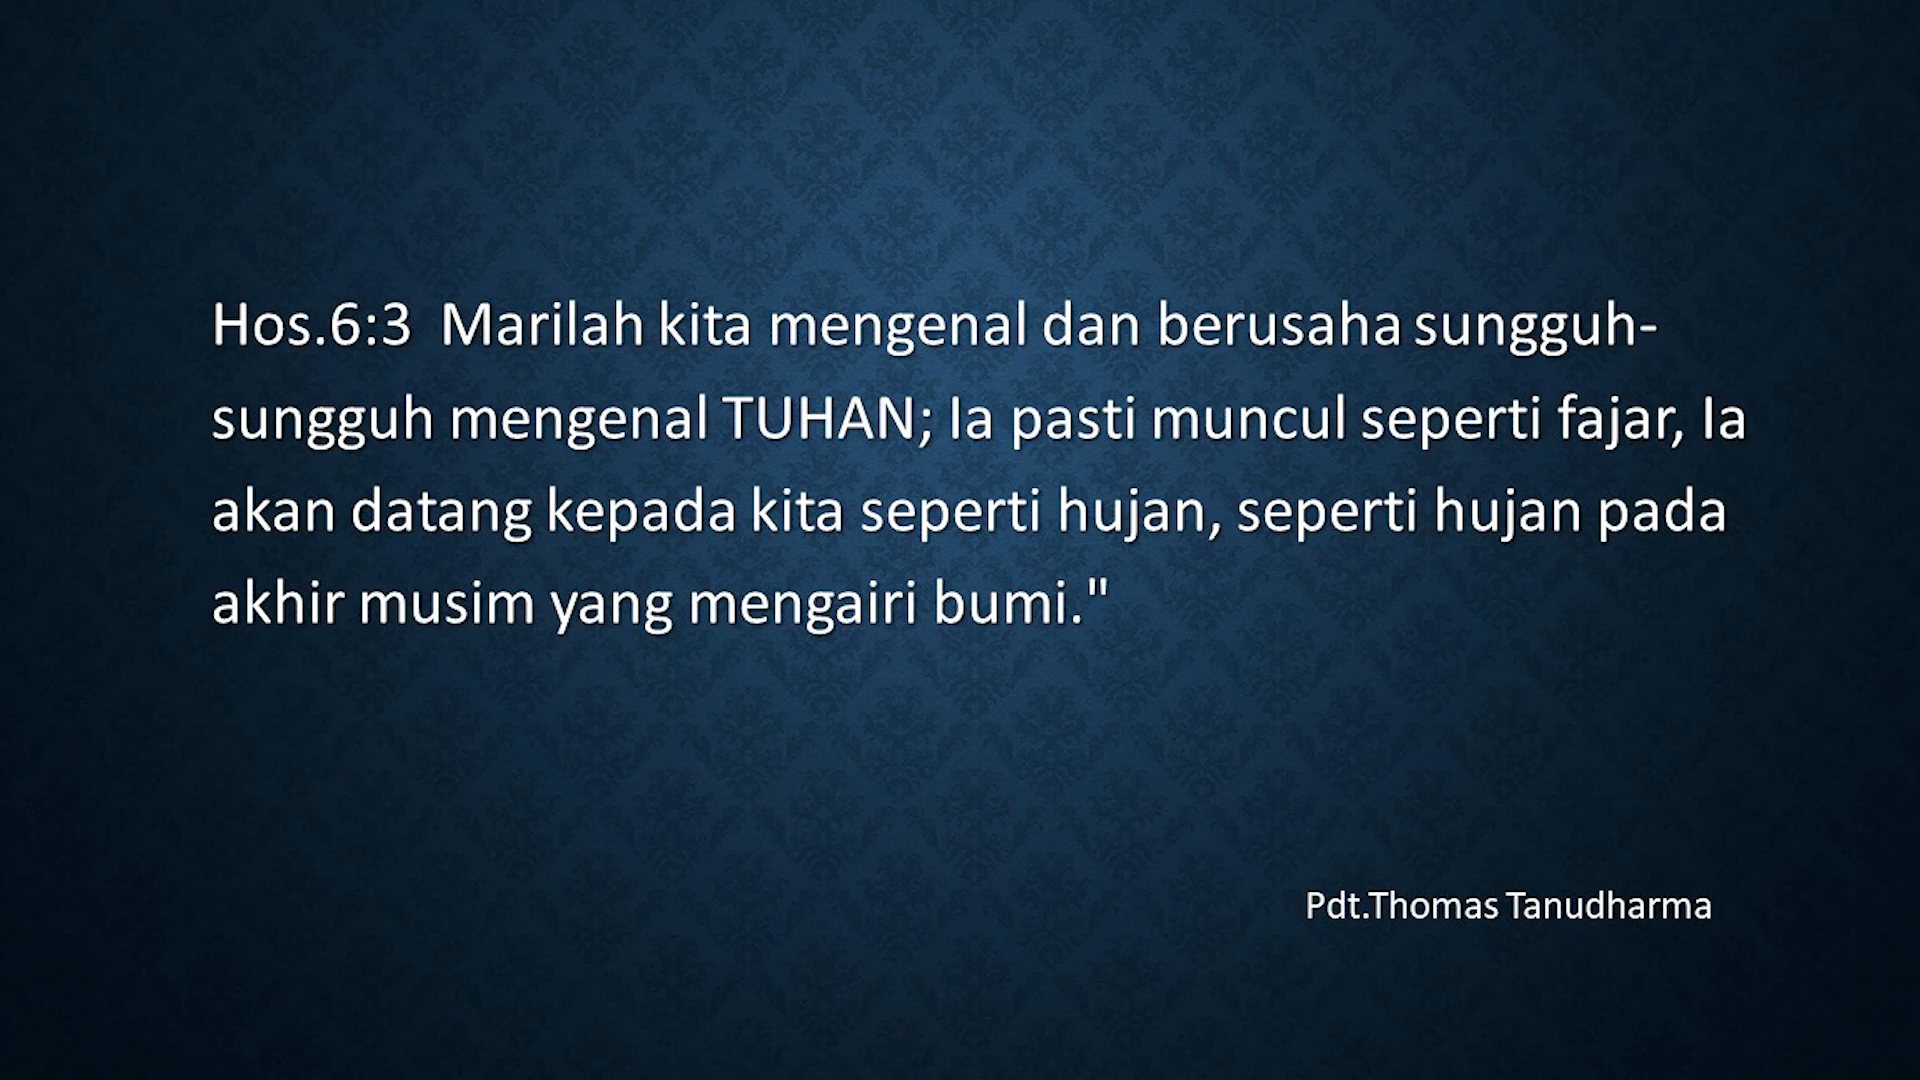 Hos.6:3  Marilah kita mengenal dan berusaha sungguh-
sungguh mengenal TUHAN; Ia pasti muncul seperti fajar, Ia
akan datang kepada kita seperti hujan, seperti hujan pada
akhir musim yang mengairi bumi."
Pdt.Thomas Tanudharma